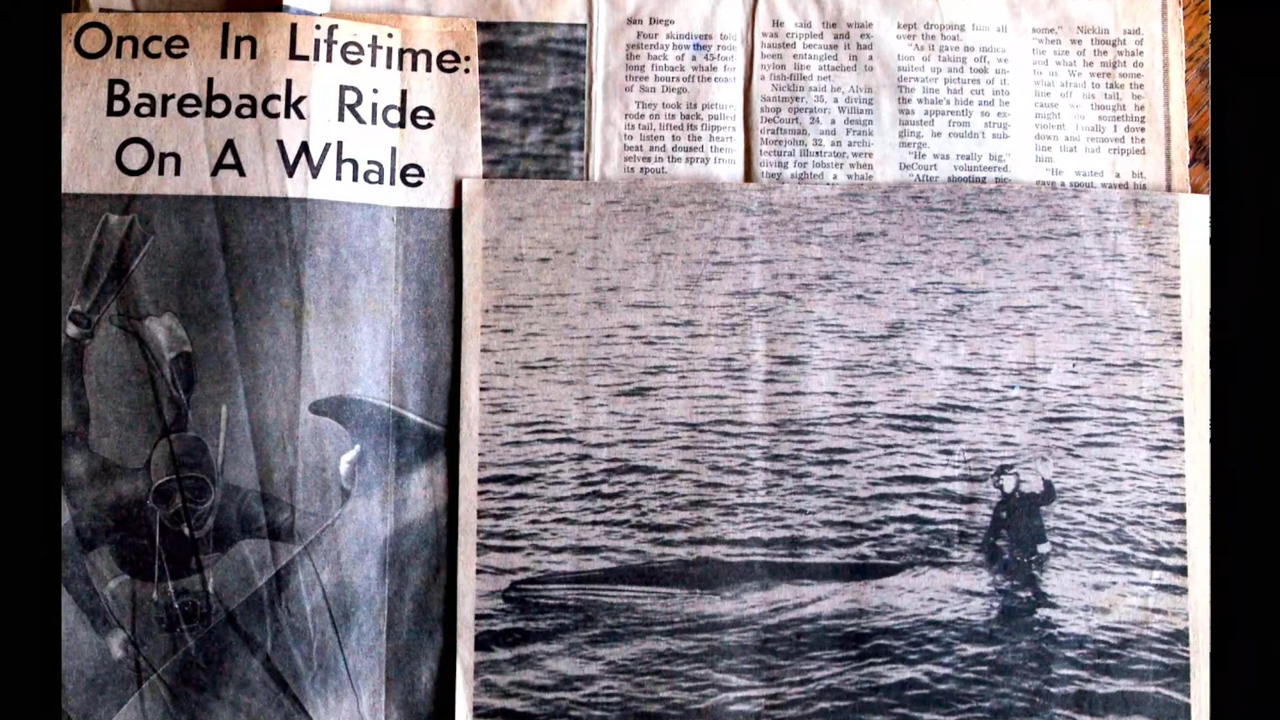 Once In Lifetime:
Bareback Ride
On A Whale
San Diego
Four skindivers told
yesterday how they rode
the back of a 45-foot-
long finback whale for
three hours off the coast
of San Diego.
They took its picture,
rode on its back, pulled
its tail, lifted its flippers
to listen to the heart-
beat and doused them-
selves in the spray from
its spout.
He said the whale
was crippled and ex-
hausted because it had
been entangled in a
nylon line attached to
a fish-filled net.
Nicklin said he, Alvin
Santmyer, 35, a diving
shop operator; William
DeCourt, 24, a design
draftsman, and Frank
Morejohn, 32, an archi-
tectural illustrator, were
diving for lobster when
they sighted a whale
kept dropping film all
over the boat.
"As it gave no indica-
tion of taking off, we
suited up and took un-
derwater pictures of it.
The line had cut into
the whale's hide and he
was apparently so ex-
hausted from strug-
gling, he couldn't sub-
merge.
"He was really big,"
DeCourt volunteered.
"After shooting pic-
some," Nicklin said,
"when we thought of
the size of the whale
and what he might do
to us. We were some-
what afraid to take the
line off his tail, be-
cause we thought he
might do something
violent. Finally I dove
down and removed the
line that had crippled
him.
"He waited a bit,
gave a spout, waved his